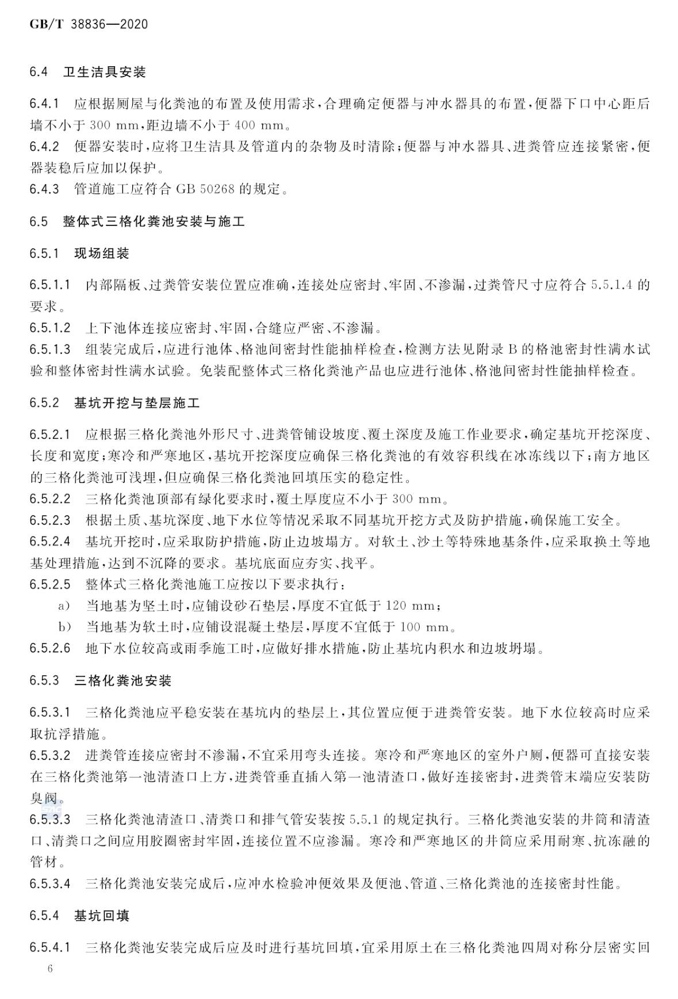 GB/T 38836—2020
6.4 卫生洁具安装
6.4.1 应根据厕屋与化粪池的布置及使用需求,合理确定便器与冲水器具的布置,便器下口中心距后
墙不小于 300 mm,距边墙不小于 400 mm。
6.4.2 便器安装时,应将卫生洁具及管道内的杂物及时清除;便器与冲水器具、进粪管应连接紧密,便
器装稳后应加以保护。
6.4.3 管道施工应符合 GB 50268 的规定。
6.5 整体式三格化粪池安装与施工
6.5.1 现场组装
6.5.1.1 内部隔板、过粪管安装位置应准确,连接处应密封、牢固、不渗漏,过粪管尺寸应符合 5.5.1.4 的
要求。
6.5.1.2 上下池体连接应密封、牢固,合缝应严密、不渗漏。
6.5.1.3 组装完成后,应进行池体、格池间密封性能抽样检查,检测方法见附录 B 的格池密封性满水试
验和整体密封性满水试验。免装配整体式三格化粪池产品也应进行池体、格池间密封性能抽样检查。
6.5.2 基坑开挖与垫层施工
6.5.2.1 应根据三格化粪池外形尺寸、进粪管铺设坡度、覆土深度及施工作业要求,确定基坑开挖深度、
长度和宽度;寒冷和严寒地区,基坑开挖深度应确保三格化粪池的有效容积线在冰冻线以下;南方地区
的三格化粪池可浅埋,但应确保三格化粪池回填压实的稳定性。
6.5.2.2 三格化粪池顶部有绿化要求时,覆土厚度应不小于 300 mm。
6.5.2.3 根据土质、基坑深度、地下水位等情况采取不同基坑开挖方式及防护措施,确保施工安全。
6.5.2.4 基坑开挖时,应采取防护措施,防止边坡塌方。对软土、沙土等特殊地基条件,应采取换土等地
基处理措施,达到不沉降的要求。基坑底面应夯实、找平。
6.5.2.5 整体式三格化粪池施工应按以下要求执行:
a) 当地基为坚土时,应铺设砂石垫层,厚度不宜低于 120 mm;
b) 当地基为软土时,应铺设混凝土垫层,厚度不宜低于 100 mm。
6.5.2.6 地下水位较高或雨季施工时,应做好排水措施,防止基坑内积水和边坡坍塌。
6.5.3 三格化粪池安装
6.5.3.1 三格化粪池应平稳安装在基坑内的垫层上,其位置应便于进粪管安装。地下水位较高时应采
取抗浮措施。
6.5.3.2 进粪管连接应密封不渗漏,不宜采用弯头连接。寒冷和严寒地区的室外户厕,便器可直接安装
在三格化粪池第一池清渣口上方,进粪管垂直插入第一池清渣口,做好连接密封,进粪管末端应安装防
臭阀。
6.5.3.3 三格化粪池清渣口、清粪口和排气管安装按 5.5.1 的规定执行。三格化粪池安装的井筒和清渣
口、清粪口之间应用胶圈密封牢固,连接位置不应渗漏。寒冷和严寒地区的井筒应采用耐寒、抗冻融的
管材。
6.5.3.4 三格化粪池安装完成后,应冲水检验冲便效果及便池、管道、三格化粪池的连接密封性能。
6.5.4 基坑回填
6.5.4.1 三格化粪池安装完成后应及时进行基坑回填,宜采用原土在三格化粪池四周对称分层密实回
6